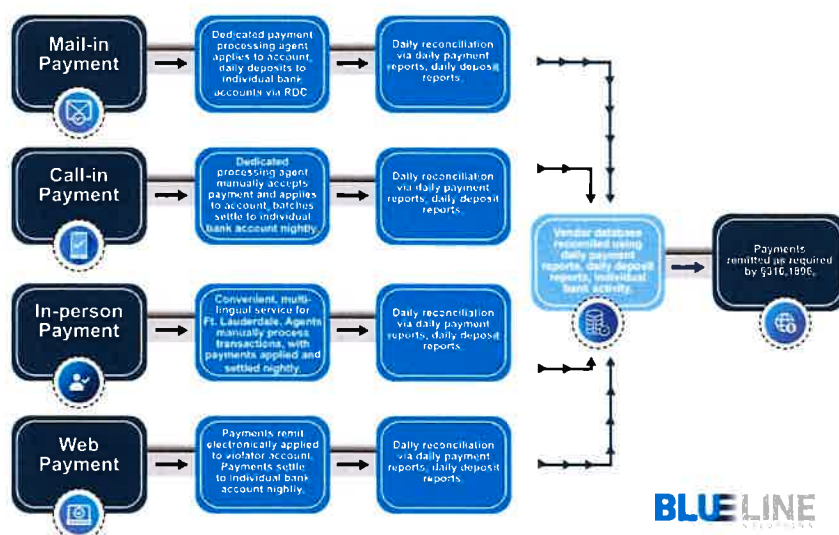 Mail-in
Payment
Dedicated payment
processing agent
applies to account,
daily deposits to
individual bank
accounts via RDC
Daily reconciliation
via daily payment
reports, daily deposit
reports.
Call-in
Payment
Dedicated
processing agent
manually accepts
payment and applies
to account, batches
settle to individual
bank account nightly.
Daily reconciliation
via daily payment
reports, daily deposit
reports.
Vendor database
reconciled using
daily payment
reports, daily deposit
reports, individual
bank activity.
Payments
remitted as required
by
In-person
Payment
Convenient, multi-
lingual service for
Ft. Lauderdale. Agents
manually process
transactions, with
payments applied and
settled nightly.
Daily reconciliation
via daily payment
reports, daily deposit
reports.
Web
Payment
Payments remit
electronically applied
to violator account.
Payments settle
to individual bank
account nightly.
Daily reconciliation
via daily payment
reports, daily deposit
reports.
BLUE LINE
SOLUTIONS